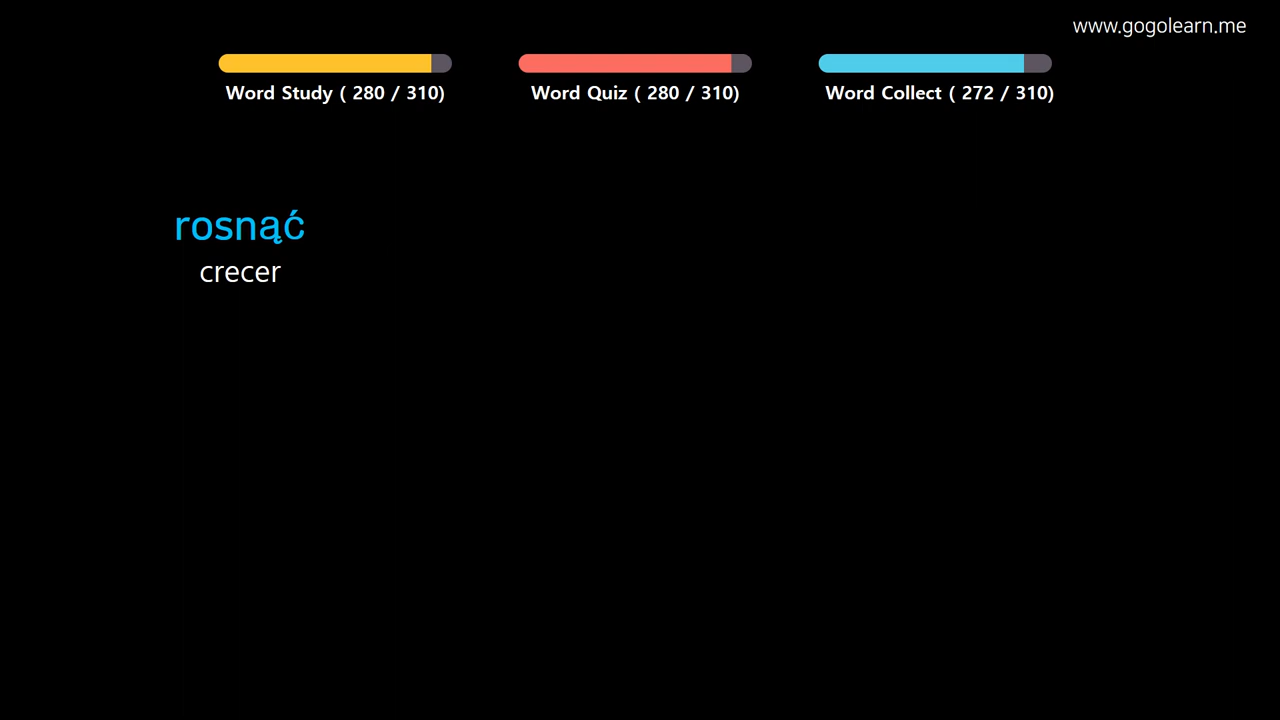 www.gogolearn.me
Word Study ( 280 / 310)
Word Quiz ( 280 / 310)
Word Collect ( 272 / 310)
rosnąć
crecer